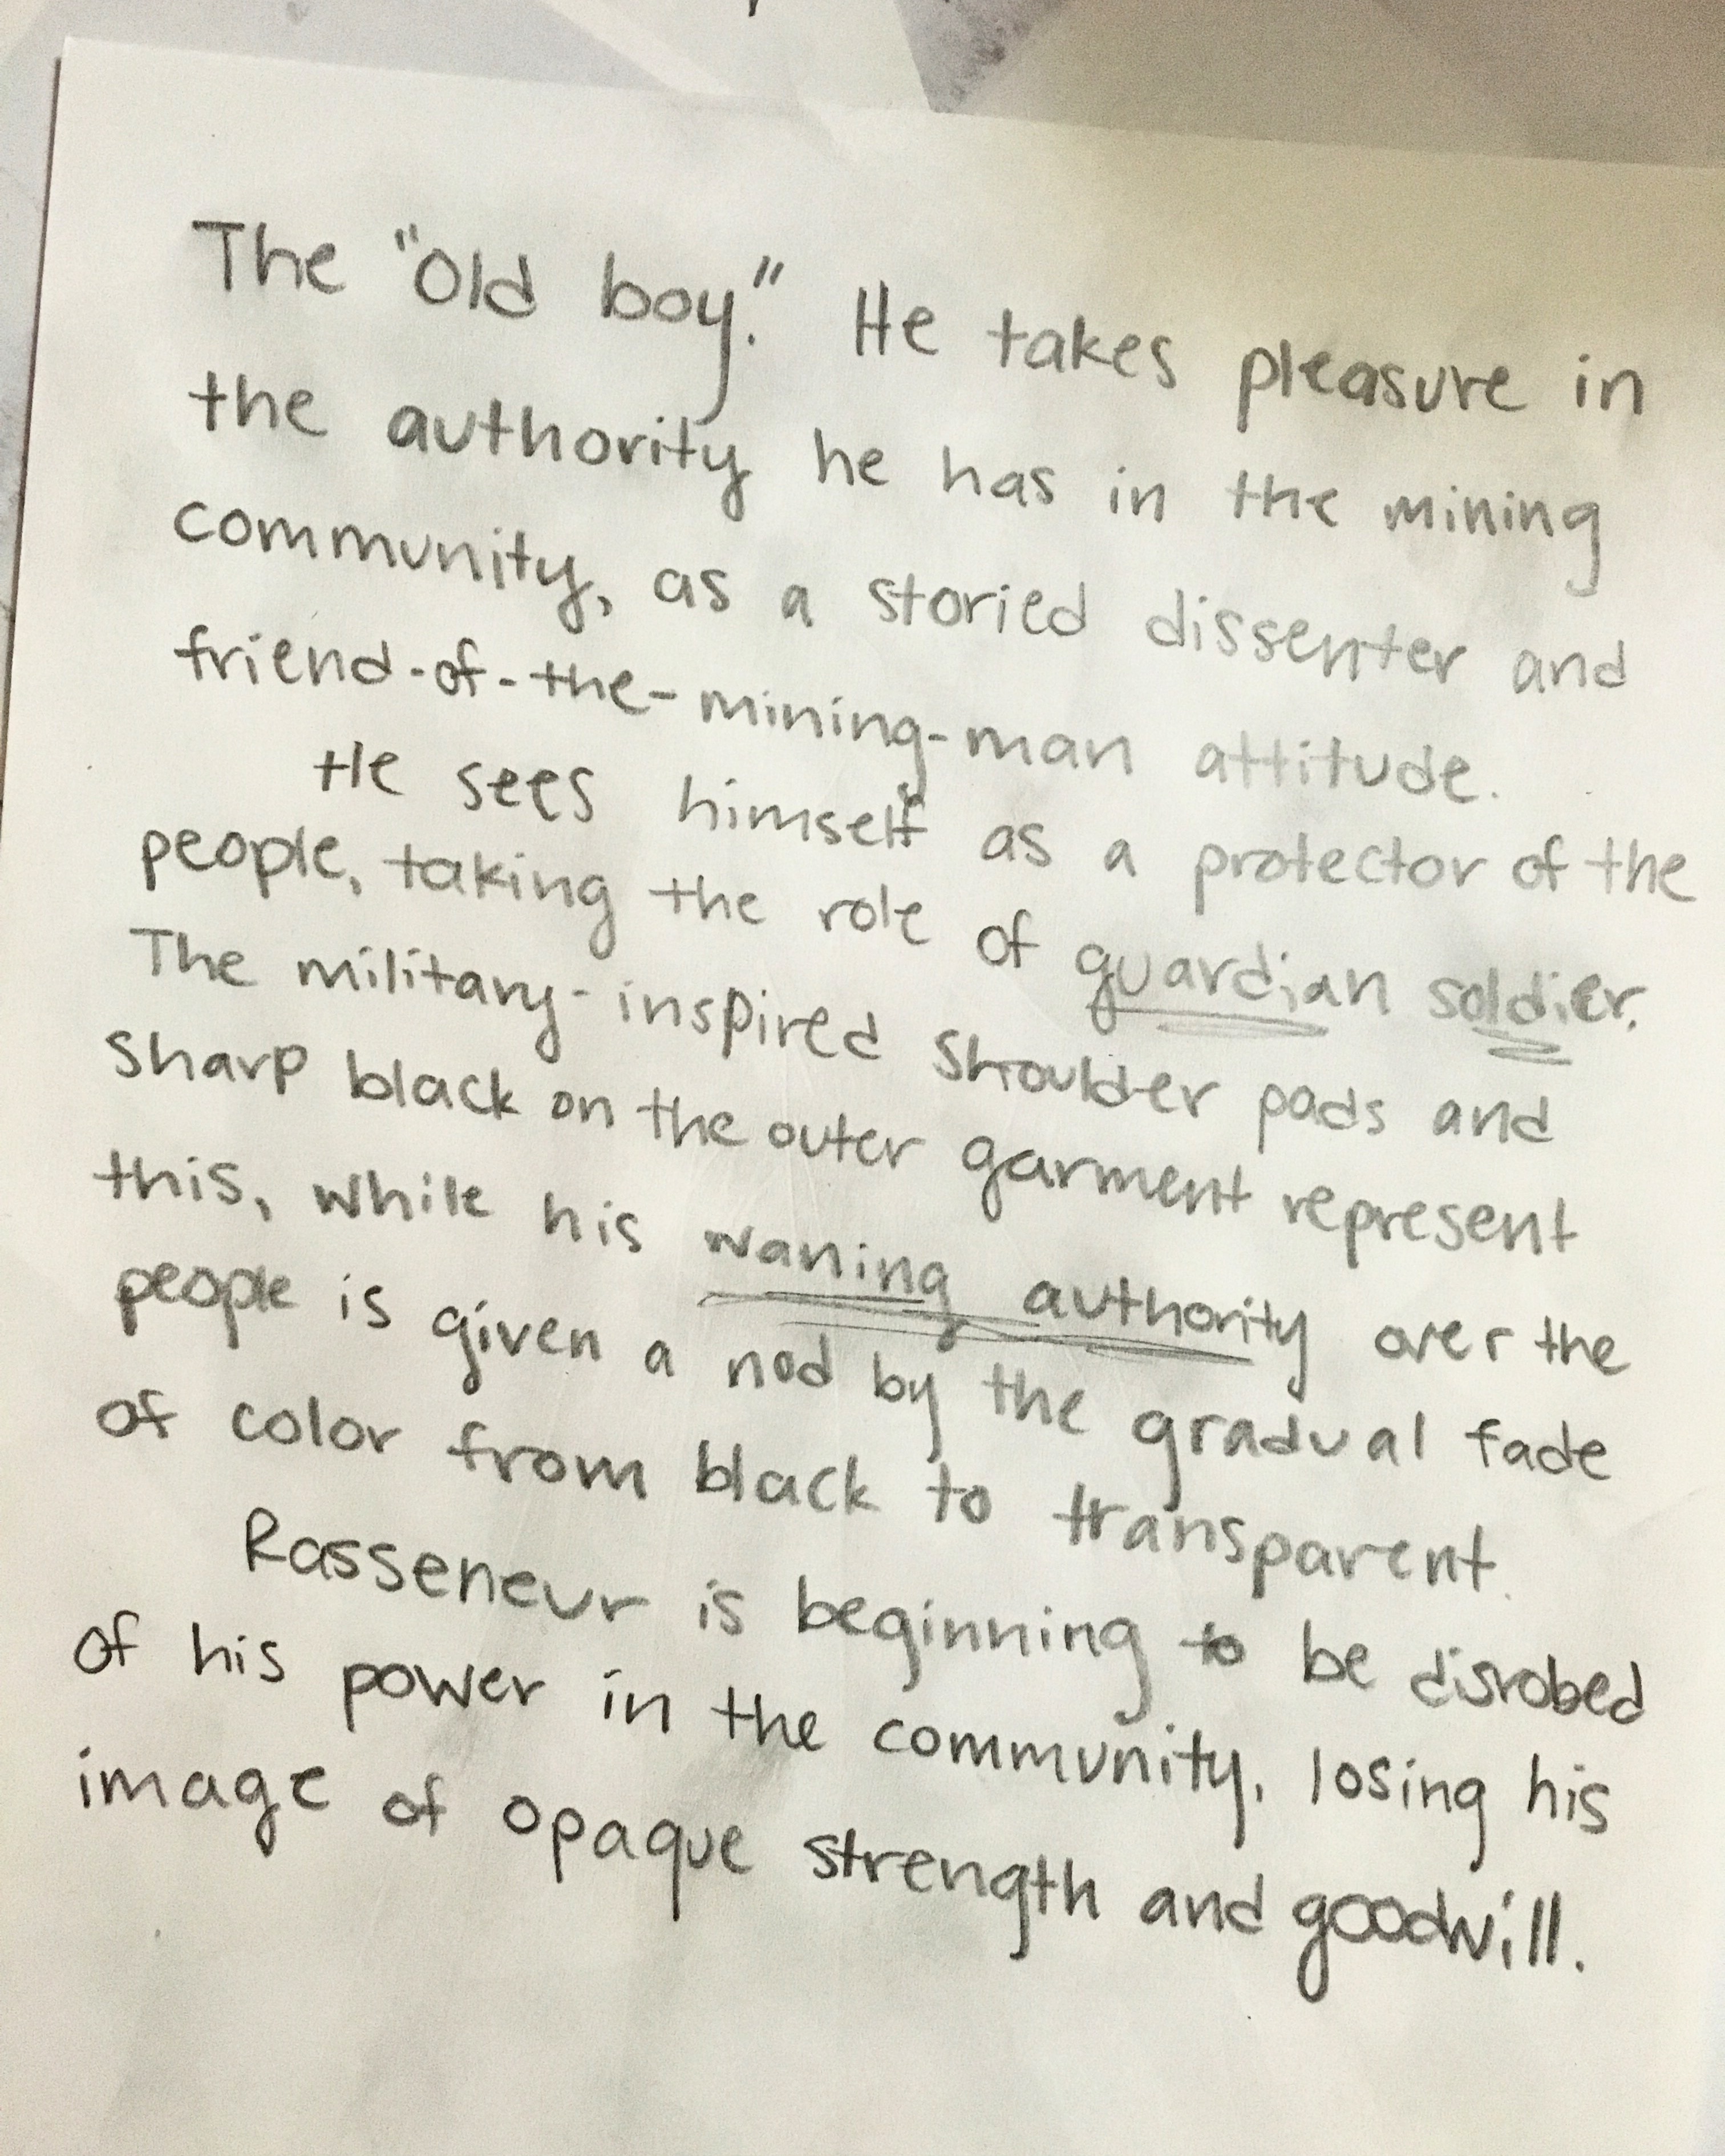 The "Old boy." He takes pleasure in
the authority he has in the mining
community, as a storied dissenter and
friend-of-the-mining-man attitude.
He sees himself as a protector of the
people, taking the role of guardian soldier.
The military-inspired shoulder pads and
sharp black on the outer garment represent
this, while his waning authority over the
people is given a nod by the gradual fade
of color from black to transparent.
Rasseneur is beginning to be disrobed
of his power in the community, losing his
image of opaque strength and goodwill.